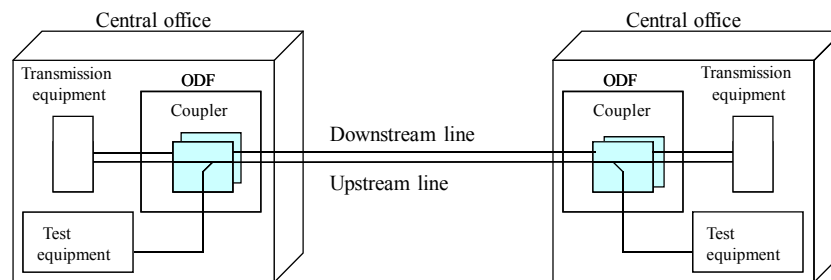 Central office
Central office
Transmission
equipment
ODF
Coupler
Downstream line
Upstream line
Test
equipment
ODF
Coupler
Transmission
equipment
Test
equipment